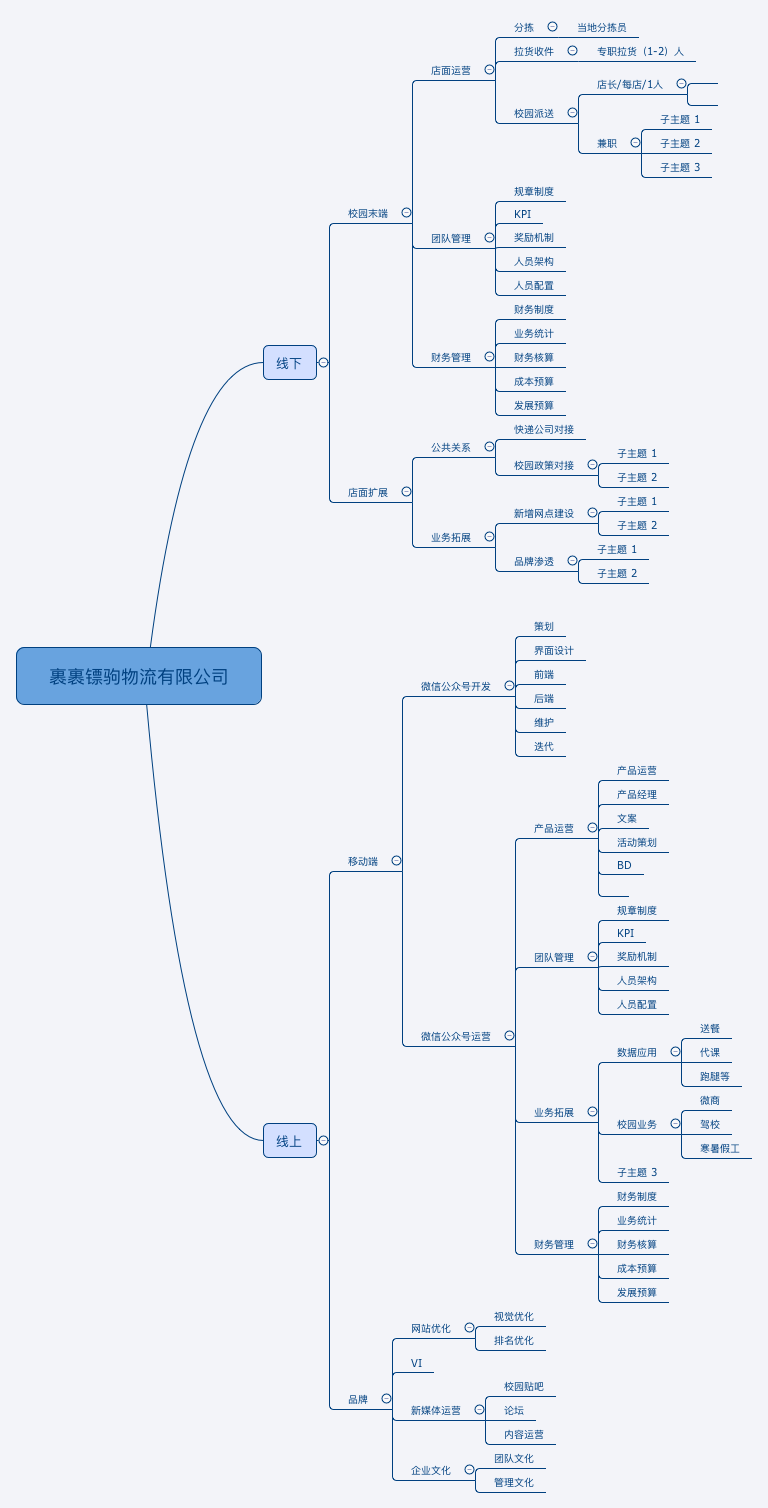 裹裹镖驹物流有限公司
线下
校园末端
店面运营
分拣
当地分拣员
拉货收件
专职拉货（1-2）人
校园派送
店长/每店/1人
兼职
子主题 1
子主题 2
子主题 3
团队管理
规章制度
KPI
奖励机制
人员架构
人员配置
财务管理
财务制度
业务统计
财务核算
成本预算
发展预算
店面扩展
公共关系
快递公司对接
校园政策对接
子主题 1
子主题 2
业务拓展
新增网点建设
子主题 1
子主题 2
品牌渗透
子主题 1
子主题 2
线上
移动端
微信公众号开发
策划
界面设计
前端
后端
维护
迭代
微信公众号运营
产品运营
产品运营
产品经理
文案
活动策划
BD
团队管理
规章制度
KPI
奖励机制
人员架构
人员配置
业务拓展
数据应用
送餐
代课
跑腿等
校园业务
微商
驾校
寒暑假工
子主题 3
财务管理
财务制度
业务统计
财务核算
成本预算
发展预算
品牌
网站优化
视觉优化
排名优化
VI
新媒体运营
校园贴吧
论坛
内容运营
企业文化
团队文化
管理文化